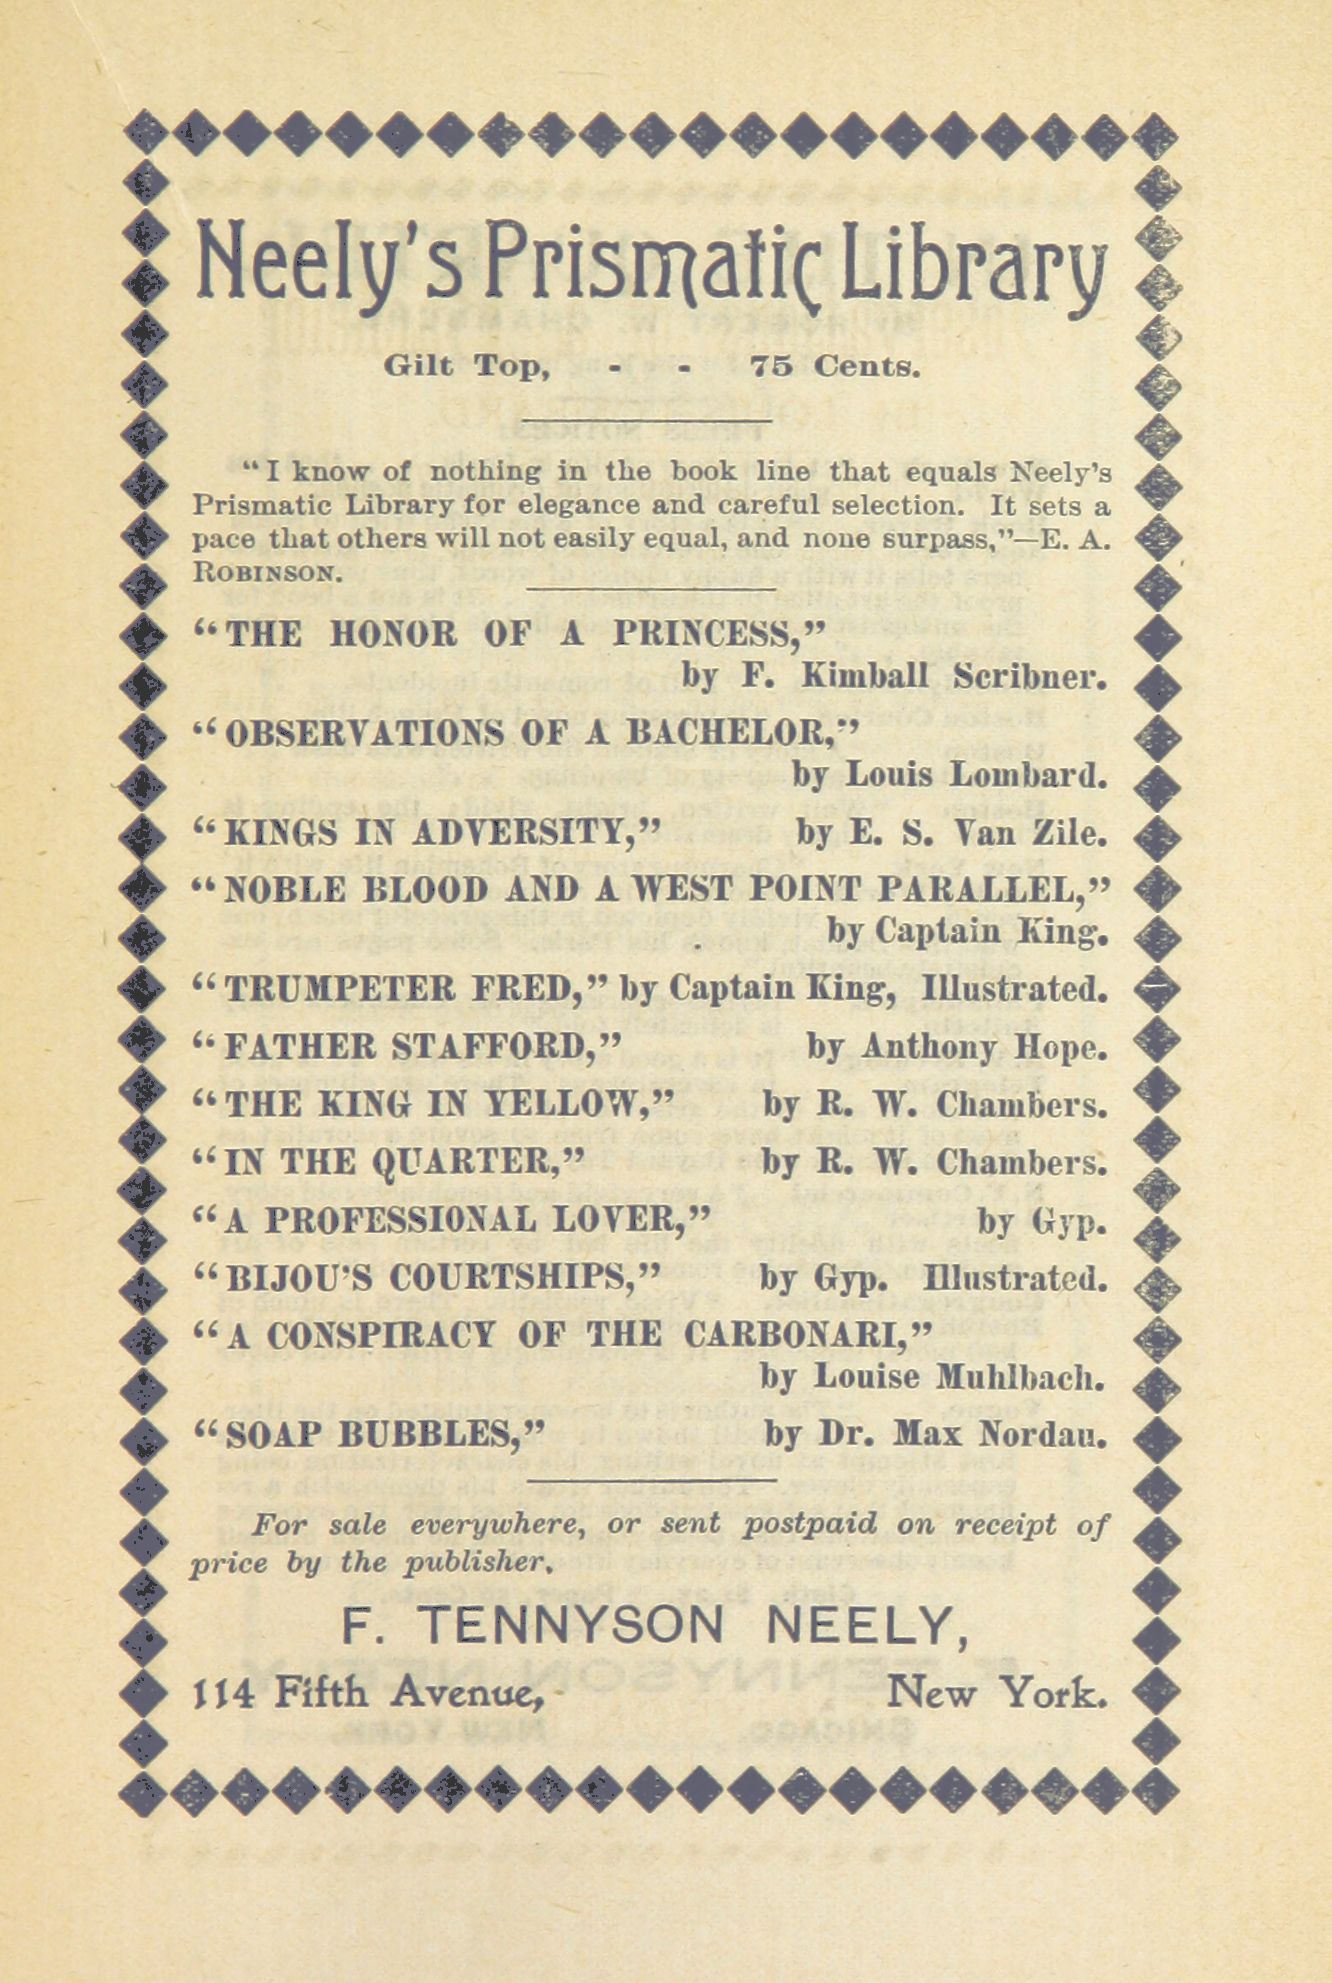 Neely's Prismatic Library
Gilt Top, - - 75 Cents.
"I know of nothing in the book line that equals Neely's
Prismatic Library for elegance and careful selection. It sets a
pace that others will not easily equal, and none surpass,"—E. A.
ROBINSON.
"THE HONOR OF A PRINCESS,"
by F. Kimball Scribner.
"OBSERVATIONS OF A BACHELOR,"
by Louis Lombard.
"KINGS IN ADVERSITY," by E. S. Van Zile.
"NOBLE BLOOD AND A WEST POINT PARALLEL,"
by Captain King.
"TRUMPETER FRED," by Captain King, Illustrated.
"FATHER STAFFORD," by Anthony Hope.
"THE KING IN YELLOW," by R. W. Chambers.
"IN THE QUARTER," by R. W. Chambers.
"A PROFESSIONAL LOVER," by Gyp.
"BIJOU'S COURTSHIPS," by Gyp. Illustrated.
"A CONSPIRACY OF THE CARBONARI,"
by Louise Muhlbach.
"SOAP BUBBLES," by Dr. Max Nordau.
For sale everywhere, or sent postpaid on receipt of
price by the publisher.
F. TENNYSON NEELY,
114 Fifth Avenue, New York.